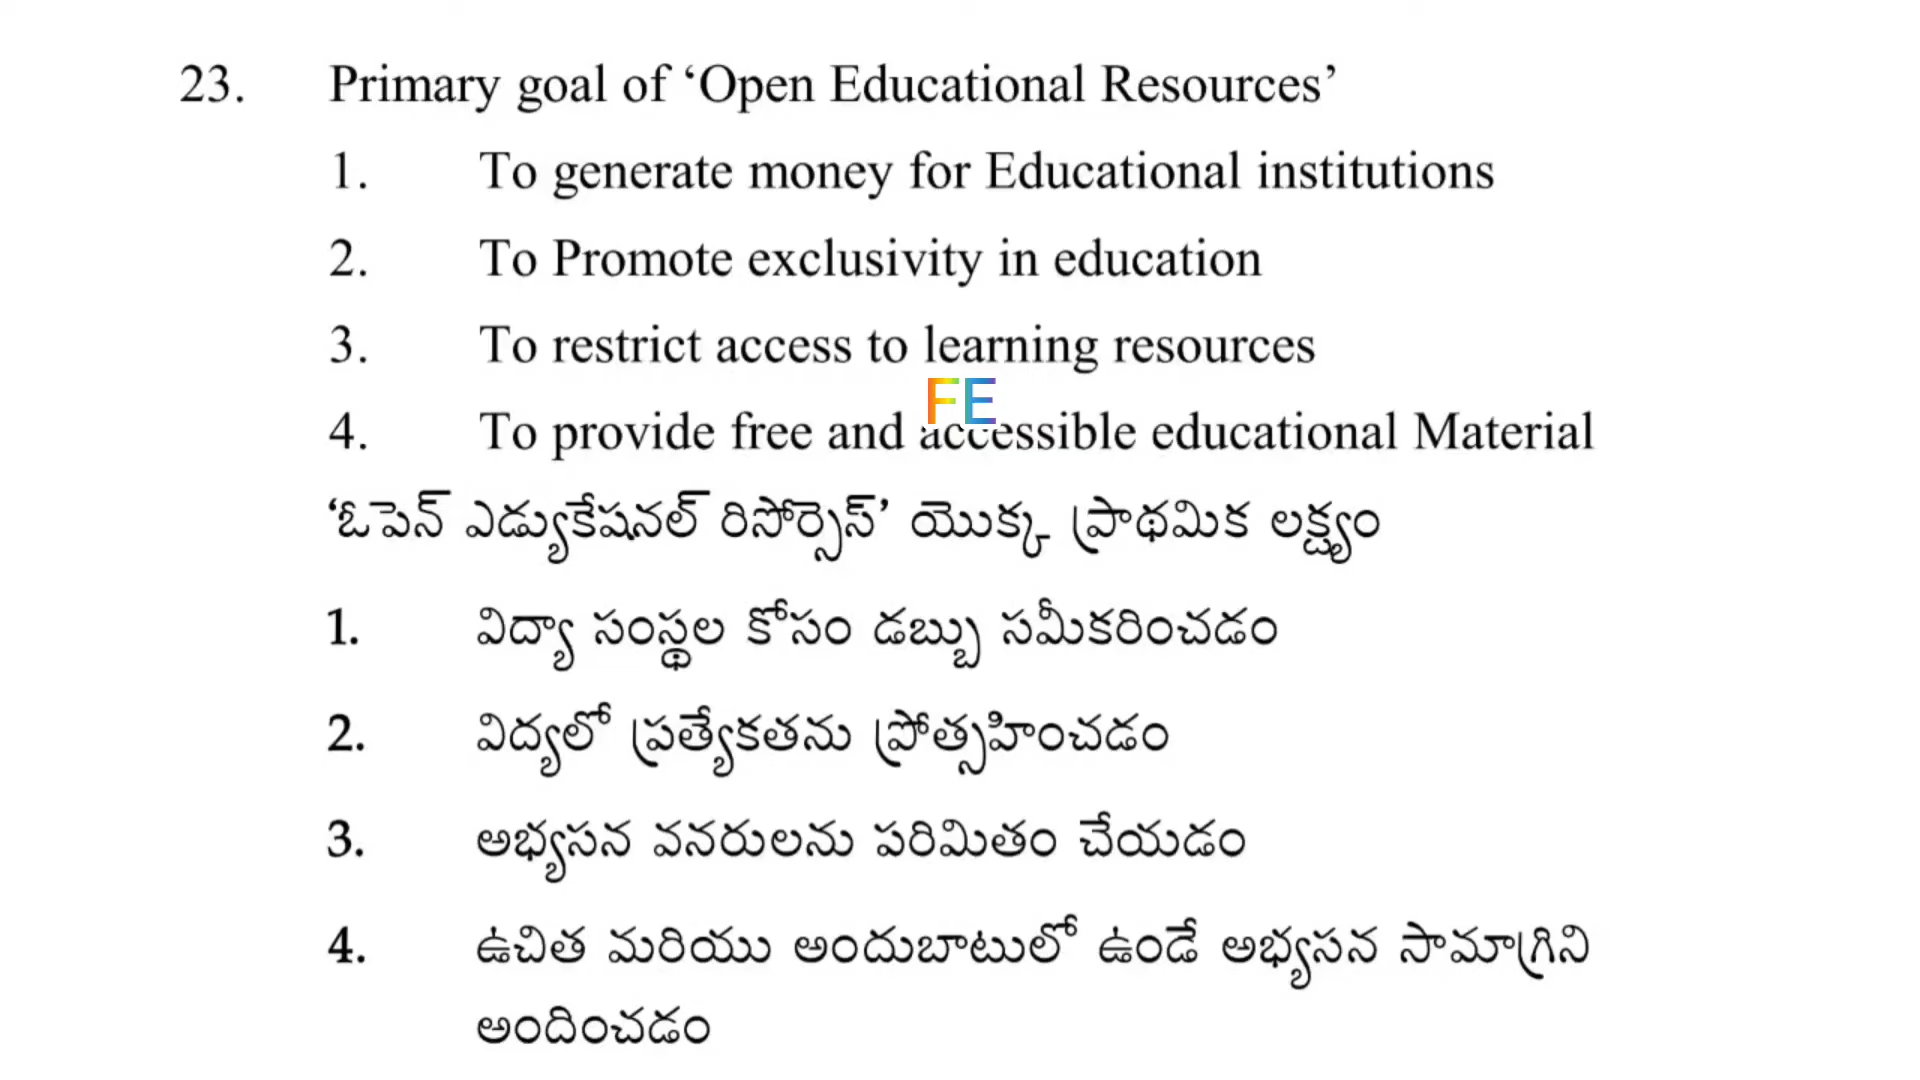 23. Primary goal of ‘Open Educational Resources’
1. To generate money for Educational institutions
2. To Promote exclusivity in education
3. To restrict access to learning resources
FE
4. To provide free and accessible educational Material
‘ఓపెన్ ఎడ్యుకేషనల్ రిసోర్సెస్’ యొక్క ప్రాథమిక లక్ష్యం
1. విద్యా సంస్థల కోసం డబ్బు సమీకరించడం
2. విద్యలో ప్రత్యేకతను ప్రోత్సహించడం
3. అభ్యసన వనరులను పరిమితం చేయడం
4. ఉచిత మరియు అందుబాటులో ఉండే అభ్యసన సామాగ్రిని
అందించడం